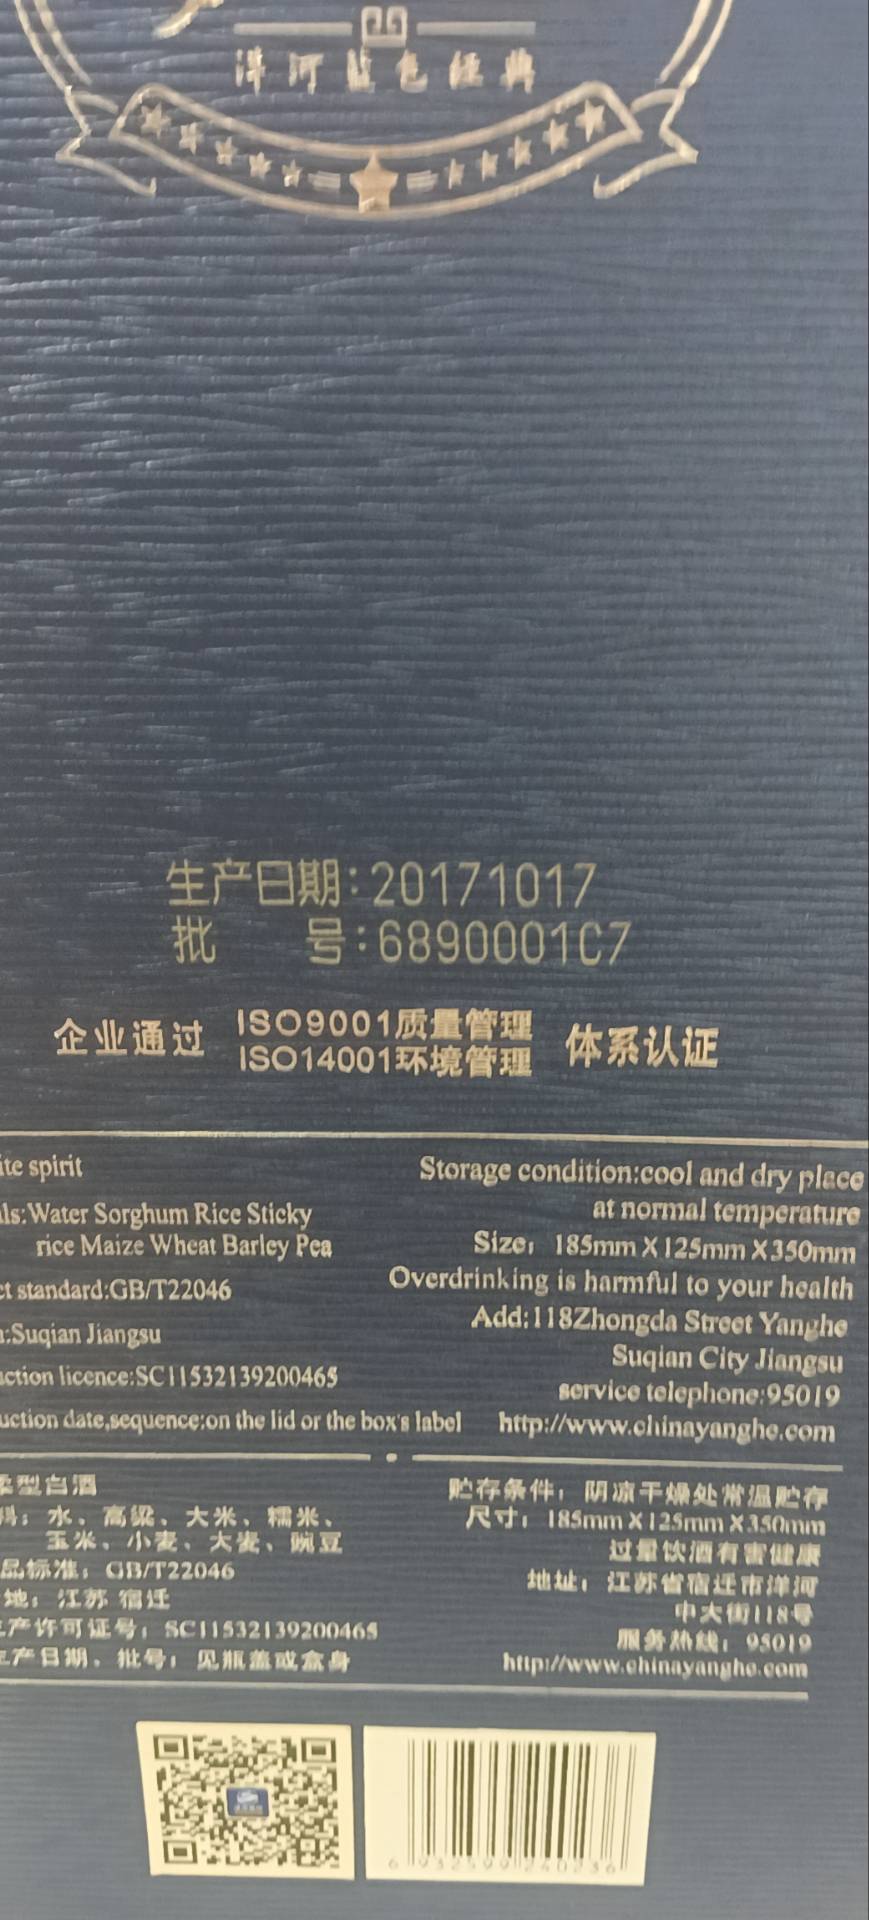 洋河蓝色经典
生产日期:20171017
批 号:6890001C7
企业通过 ISO9001质量管理 体系认证
ISO14001环境管理
spirit
Water Sorghum Rice Sticky
rice Maize Wheat Barley Pea
standard:GB/T22046
Suqian Jiangsu
licence:SC11532139200465
date,sequence:on the lid or the box's label
Storage condition:cool and dry place
at normal temperature
Size: 185mm X 125mm X 350mm
Overdrinking is harmful to your health
Add:118Zhongda Street Yanghe
Suqian City Jiangsu
service telephone:95019
http://www.chinayanghe.com
型白酒
水、高粱、大米、糯米、
玉米、小麦、大麦、豌豆
品标准：GB/T22046
地：江苏 宿迁
产许可证号：SC11532139200465
产日期、批号：见瓶盖或盒身
贮存条件：阴凉干燥处常温贮存
尺寸：185mm X 125mm X 350mm
过量饮酒有害健康
地址：江苏省宿迁市洋河
中大街118号
服务热线：95019
http://www.chinayanghe.com